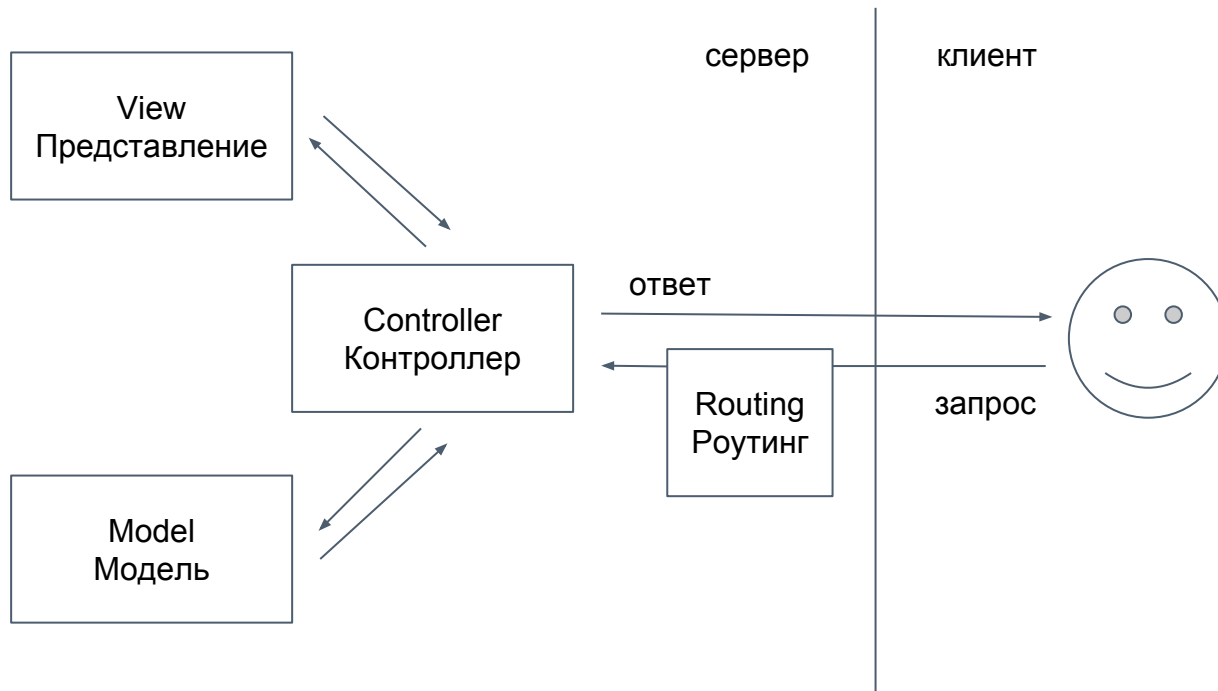 сервер
клиент
View
Представление
ответ
Controller
Контроллер
Routing
Роутинг
запрос
Model
Модель